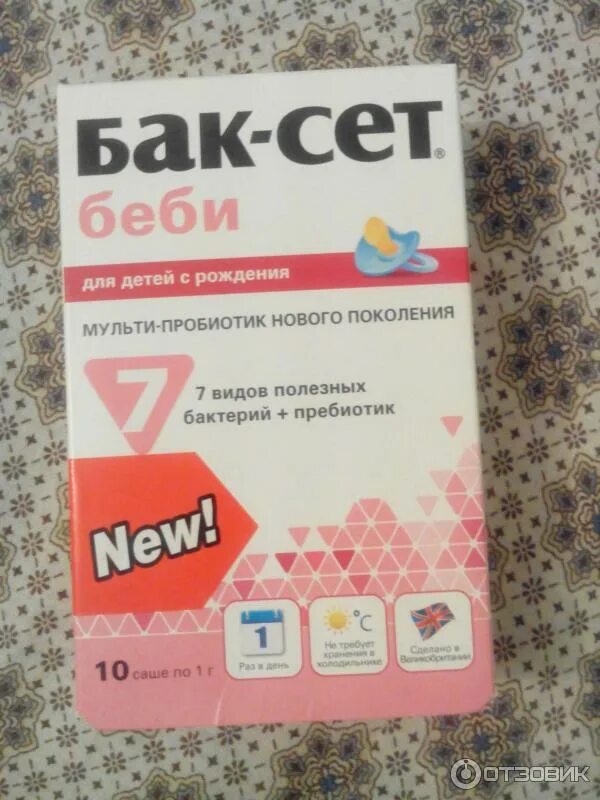 Бак-сет®
беби
для детей с рождения
МУЛЬТИ-ПРОБИОТИК НОВОГО ПОКОЛЕНИЯ
7
7 видов полезных
бактерий + пребиотик
New!
1
Раз в день
°C
Не требует
хранения в
холодильнике
Сделано в
Великобритании
10 саше по 1 г
ОТЗОВИК